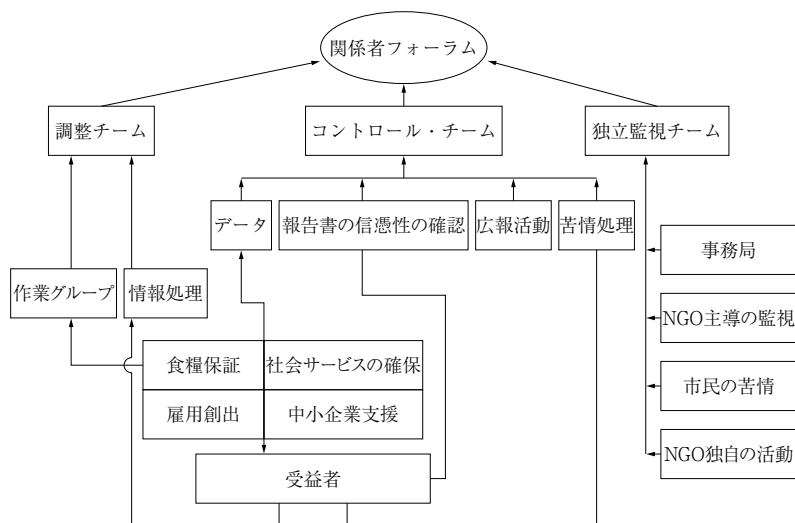 関係者フォーラム
調整チーム
コントロール・チーム
独立監視チーム
データ
報告書の信憑性の確認
広報活動
苦情処理
事務局
作業グループ
情報処理
NGO主導の監視
食糧保証
社会サービスの確保
市民の苦情
雇用創出
中小企業支援
NGO独自の活動
受益者